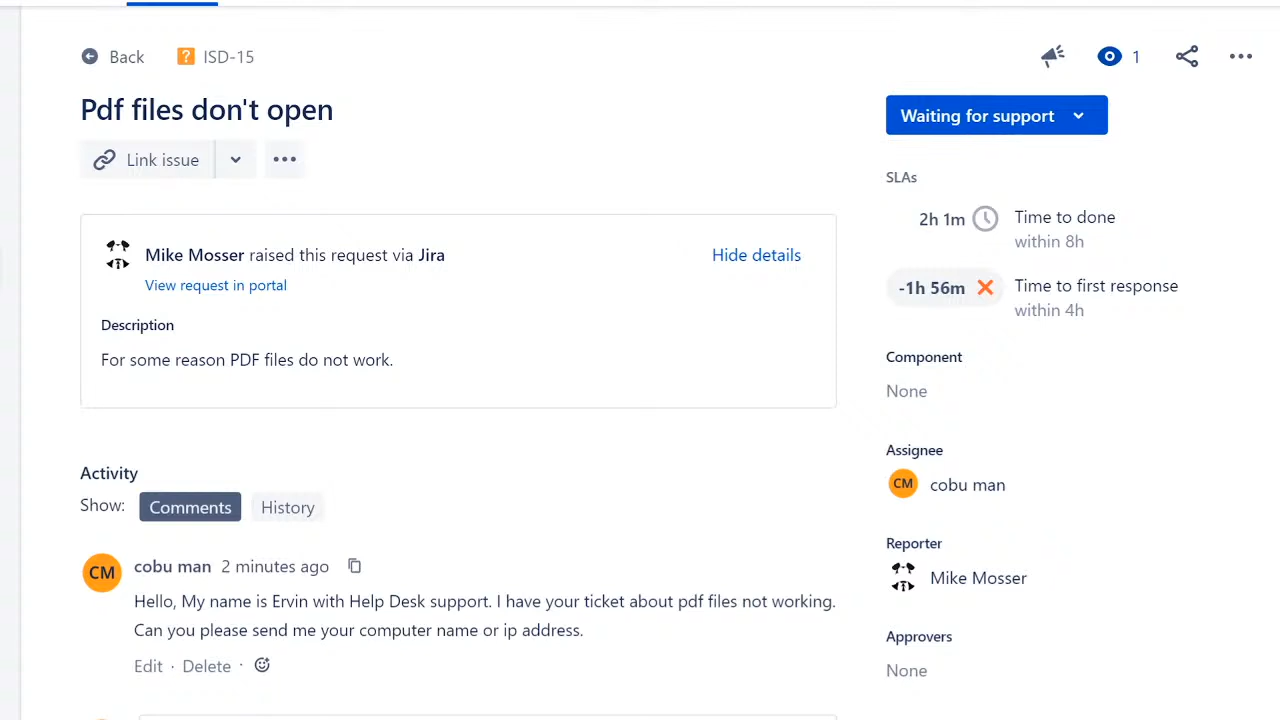 Back
ISD-15
1
Pdf files don't open
Waiting for support
Link issue
SLAs
2h 1m Time to done
within 8h
-1h 56m Time to first response
within 4h
Mike Mosser raised this request via Jira
Hide details
View request in portal
Description
For some reason PDF files do not work.
Component
None
Assignee
CM cobu man
Reporter
Mike Mosser
Approvers
None
Activity
Show: Comments History
CM cobu man 2 minutes ago
Hello, My name is Ervin with Help Desk support. I have your ticket about pdf files not working.
Can you please send me your computer name or ip address.
Edit · Delete ·